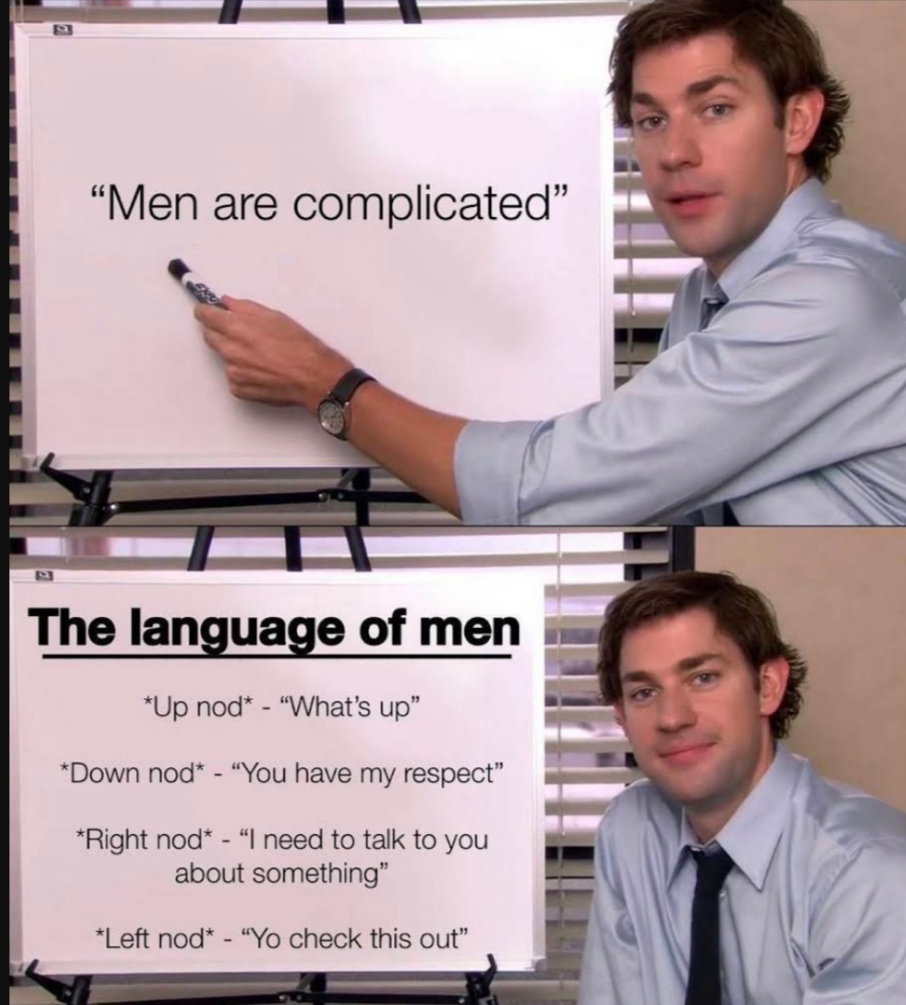 “Men are complicated”
The language of men
*Up nod* - “What’s up”
*Down nod* - “You have my respect”
*Right nod* - “I need to talk to you
about something”
*Left nod* - “Yo check this out”